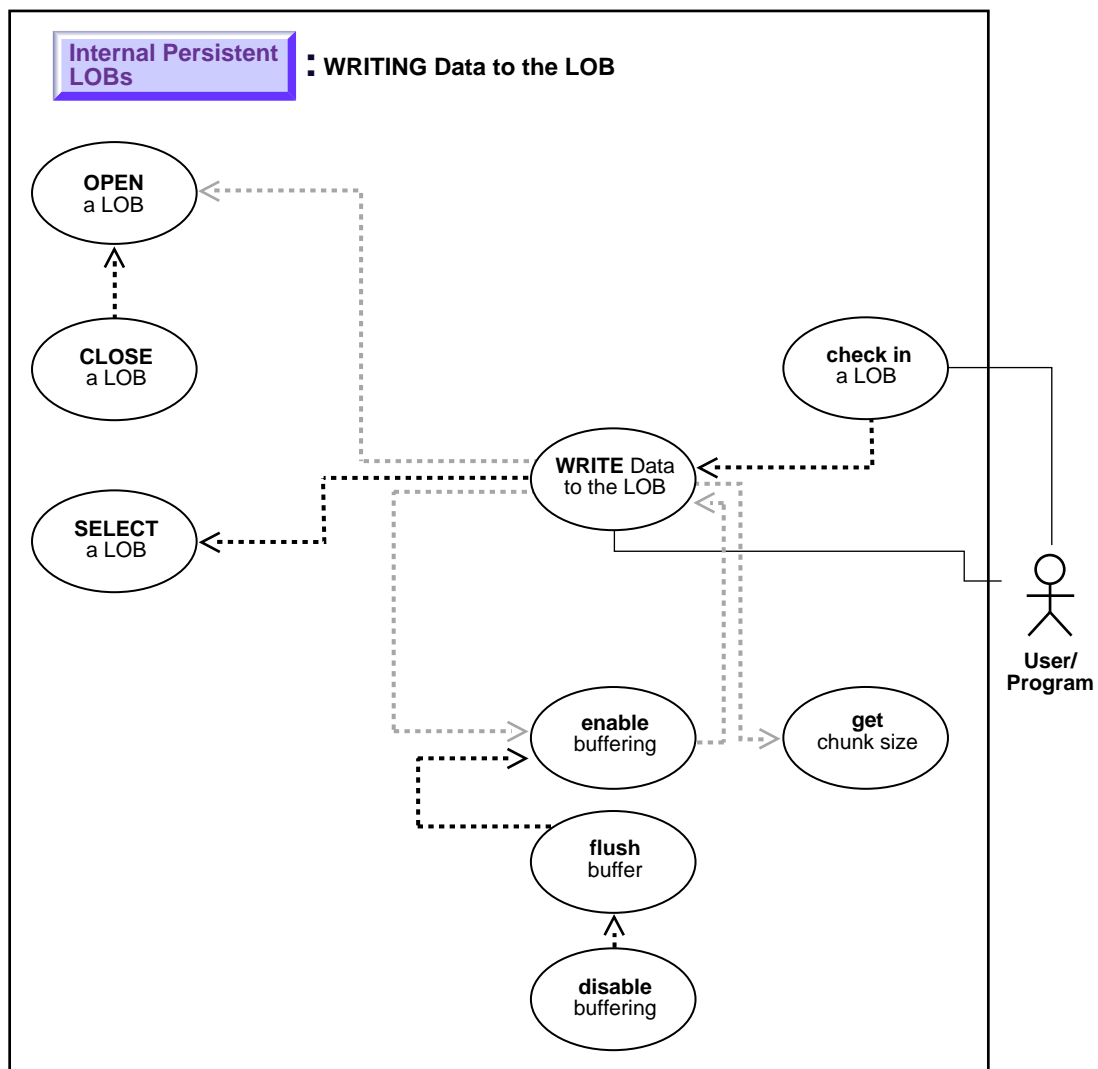 Internal Persistent
LOBs
: WRITING Data to the LOB
OPEN
a LOB
CLOSE
a LOB
check in
a LOB
WRITE Data
to the LOB
SELECT
a LOB
User/
Program
enable
buffering
get
chunk size
flush
buffer
disable
buffering